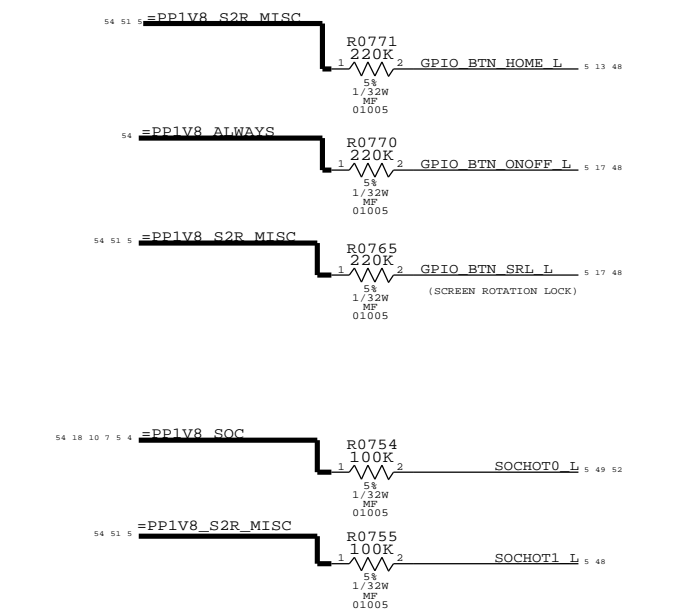 54 51 5 =PP1V8_S2R_MISC
R0771
220K
1 2 GPIO_BTN_HOME_L 5 13 48
5%
1/32W
MF
01005
54 =PP1V8_ALWAYS
R0770
220K
1 2 GPIO_BTN_ONOFF_L 5 17 48
5%
1/32W
MF
01005
54 51 5 =PP1V8_S2R_MISC
R0765
220K
1 2 GPIO_BTN_SRL_L 5 17 48
5%
(SCREEN ROTATION LOCK)
1/32W
MF
01005
54 18 10 7 5 4 =PP1V8_SOC
R0754
100K
1 2 SOCHOT0_L 5 49 52
5%
1/32W
MF
01005
54 51 5 =PP1V8_S2R_MISC
R0755
100K
1 2 SOCHOT1_L 5 48
5%
1/32W
MF
01005